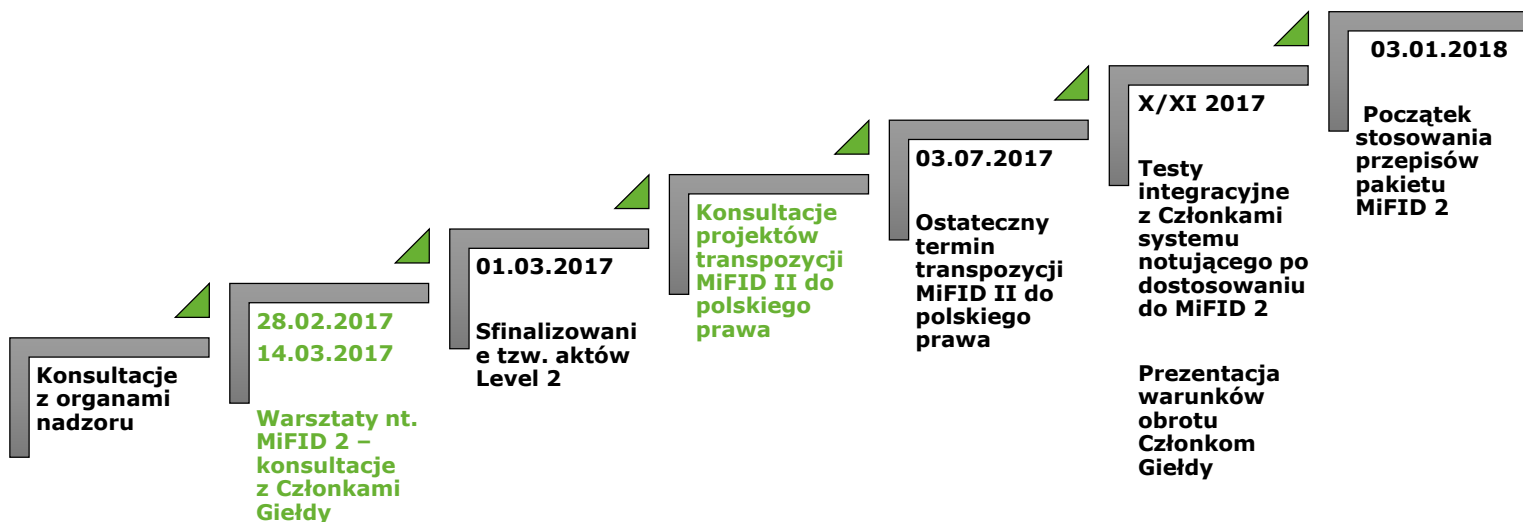 Konsultacje
z organami
nadzoru
28.02.2017
14.03.2017
Warsztaty nt.
MiFID 2 –
konsultacje
z Członkami
Giełdy
01.03.2017
Sfinalizowani
e tzw. aktów
Level 2
Konsultacje
projektów
transpozycji
MiFID II do
polskiego
prawa
03.07.2017
Ostateczny
termin
transpozycji
MiFID II do
polskiego
prawa
X/XI 2017
Testy
integracyjne
z Członkami
systemu
notującego po
dostosowaniu
do MiFID 2
Prezentacja
warunków
obrotu
Członkom
Giełdy
03.01.2018
Początek
stosowania
przepisów
pakietu
MiFID 2